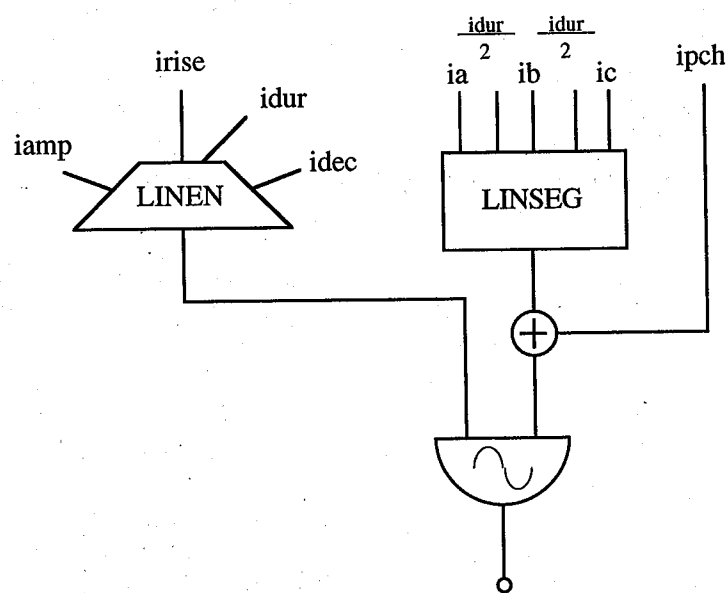 irise
idur
iamp
idec
LINEN
idur
2
idur
2
ia
ib
ic
ipch
LINSEG
+